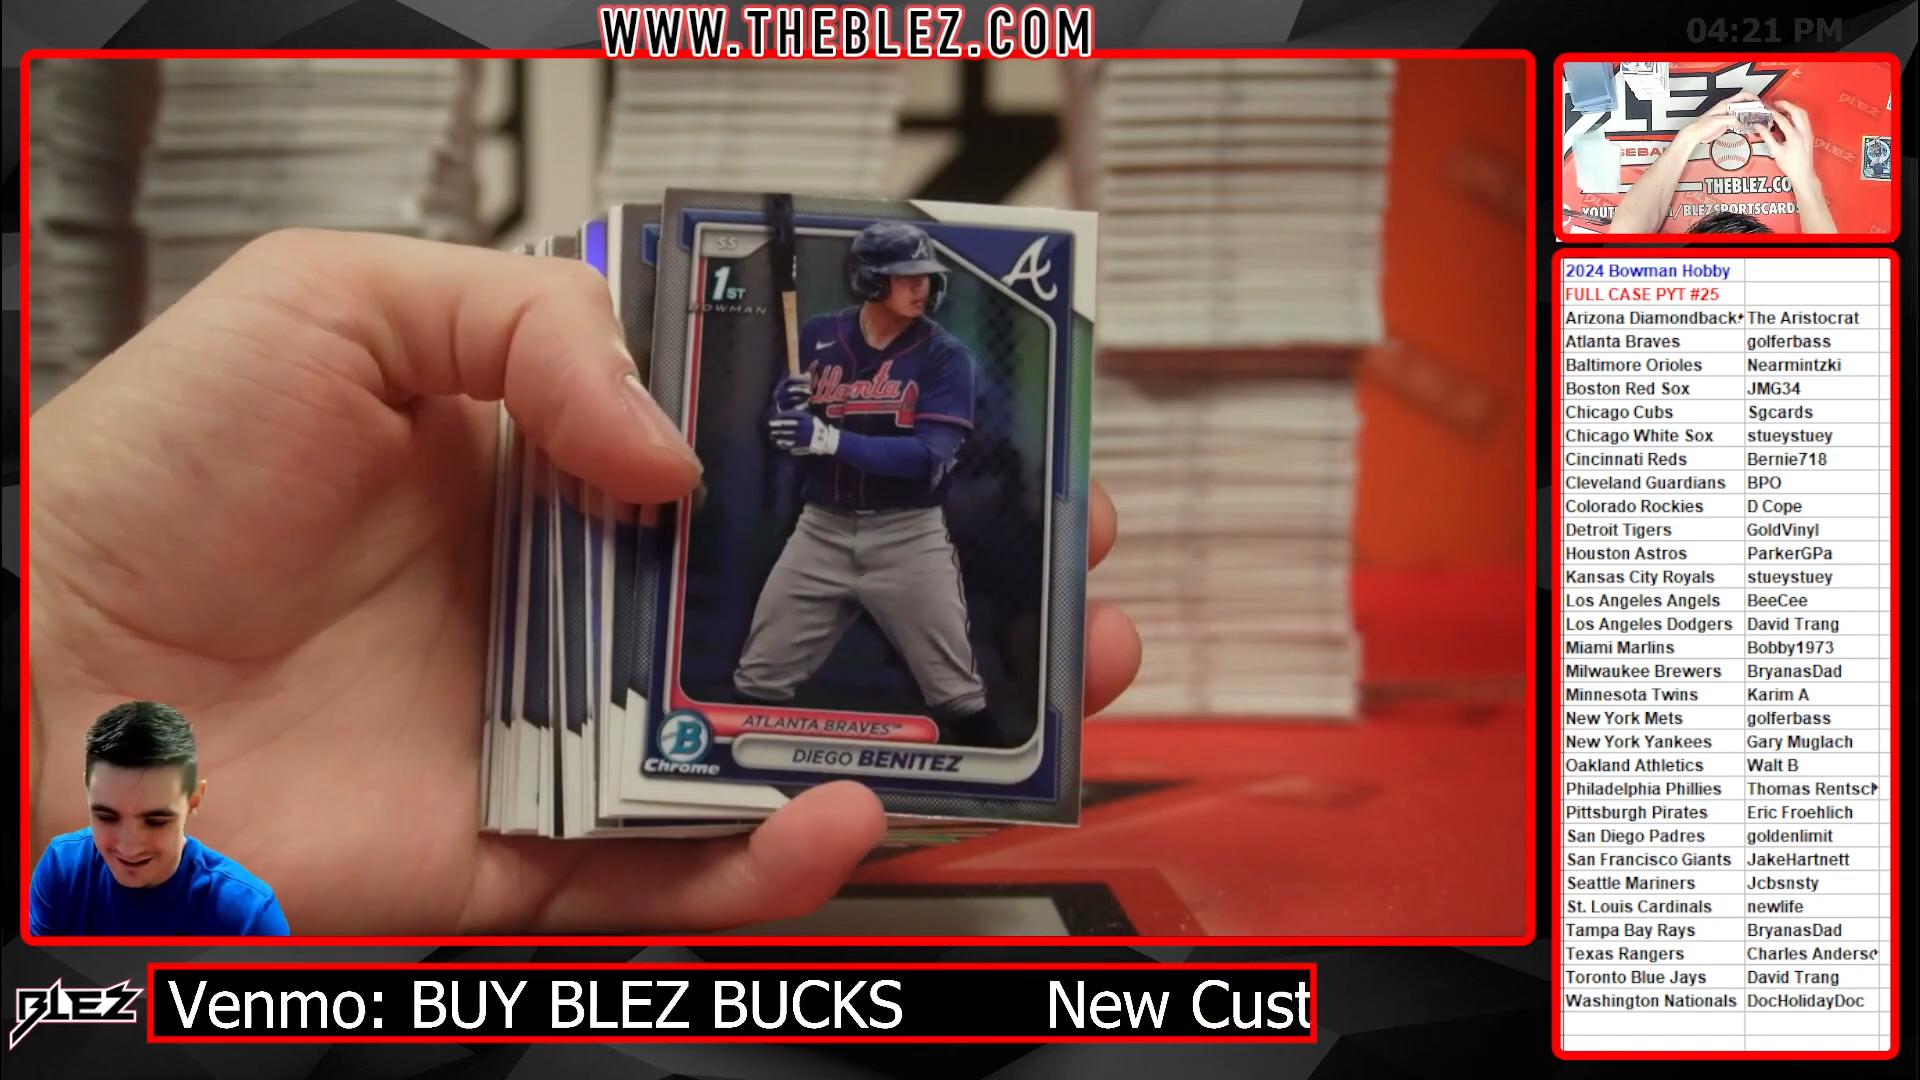 WWW.THEBLEZ.COM
04:21 PM
SS
1ST
BOWMAN
A
Atlanta
ATLANTA BRAVES™
DIEGO BENITEZ
B
Chrome
BLEZ
THEBLEZ.CO
/BLEZSPORTSCARDS
2024 Bowman Hobby
FULL CASE PYT #25
Arizona Diamondback The Aristocrat
Atlanta Braves golferbass
Baltimore Orioles Nearmintzki
Boston Red Sox JMG34
Chicago Cubs Sgcards
Chicago White Sox stueystuey
Cincinnati Reds Bernie718
Cleveland Guardians BPO
Colorado Rockies D Cope
Detroit Tigers GoldVinyl
Houston Astros ParkerGPa
Kansas City Royals stueystuey
Los Angeles Angels BeeCee
Los Angeles Dodgers David Trang
Miami Marlins Bobby1973
Milwaukee Brewers BryanasDad
Minnesota Twins Karim A
New York Mets golferbass
New York Yankees Gary Muglach
Oakland Athletics Walt B
Philadelphia Phillies Thomas Rentsch
Pittsburgh Pirates Eric Froehlich
San Diego Padres goldenlimit
San Francisco Giants JakeHartnett
Seattle Mariners Jcbsnsty
St. Louis Cardinals newlife
Tampa Bay Rays BryanasDad
Texas Rangers Charles Anders
Toronto Blue Jays David Trang
Washington Nationals DocHolidayDoc
BLEZ
Venmo: BUY BLEZ BUCKS New Cust